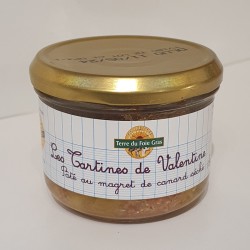 Terre du Foie Gras
Les Tartines de Valentine
Pâté au magret de canard séché